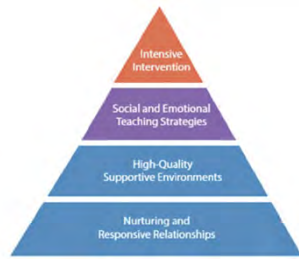 Intensive
Intervention
Social and Emotional
Teaching Strategies
High-Quality
Supportive Environments
Nurturing and
Responsive Relationships